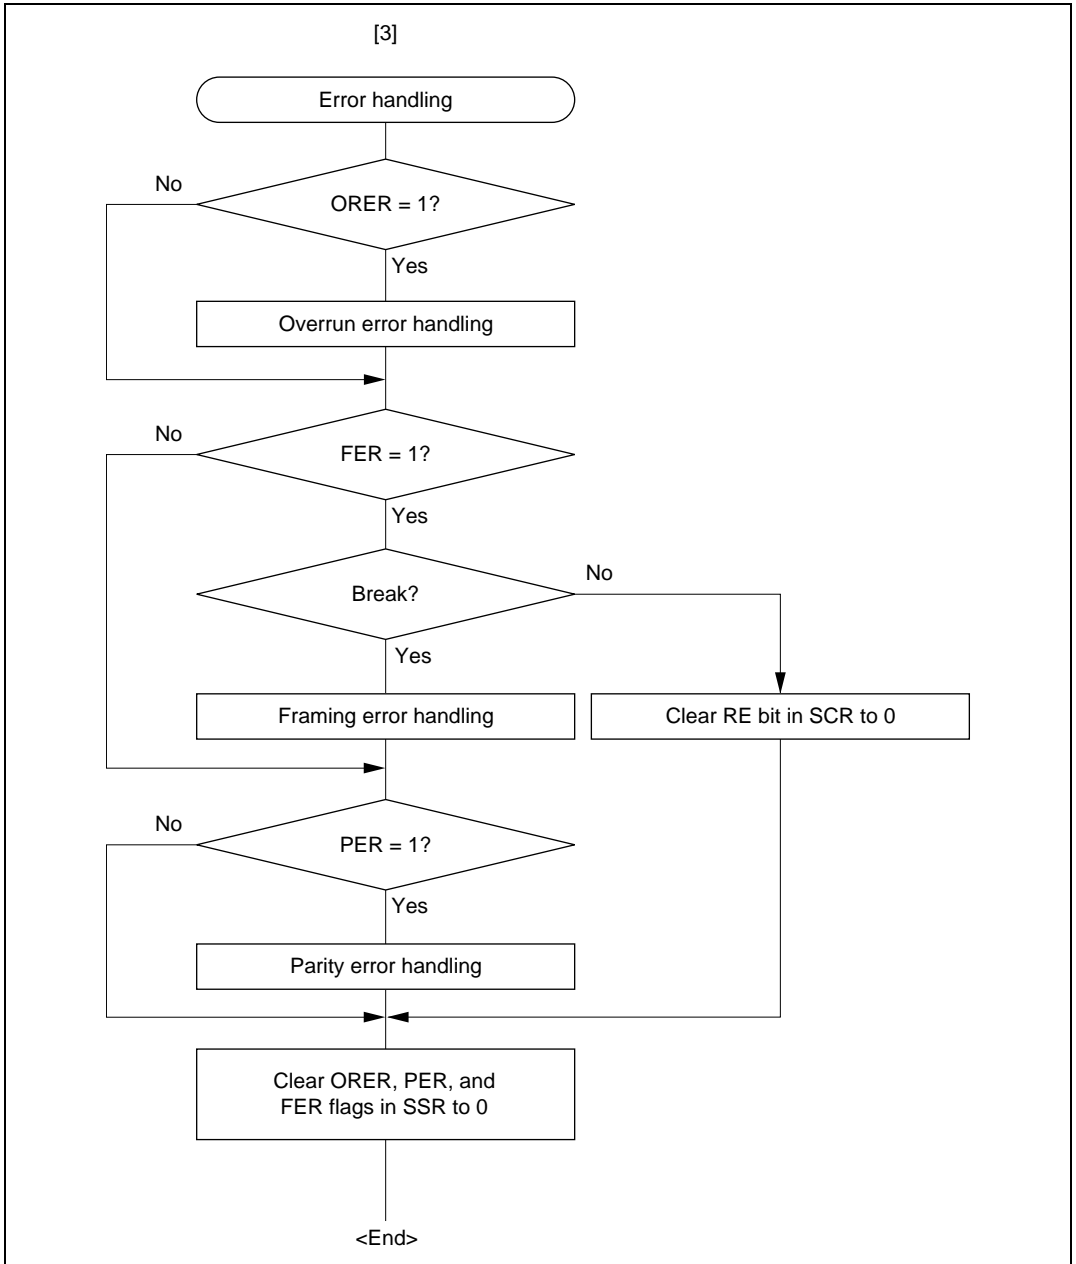 [3]
Error handling
No
ORER = 1?
Yes
Overrun error handling
No
FER = 1?
Yes
Break?
No
Yes
Framing error handling
Clear RE bit in SCR to 0
No
PER = 1?
Yes
Parity error handling
Clear ORER, PER, and
FER flags in SSR to 0
<End>